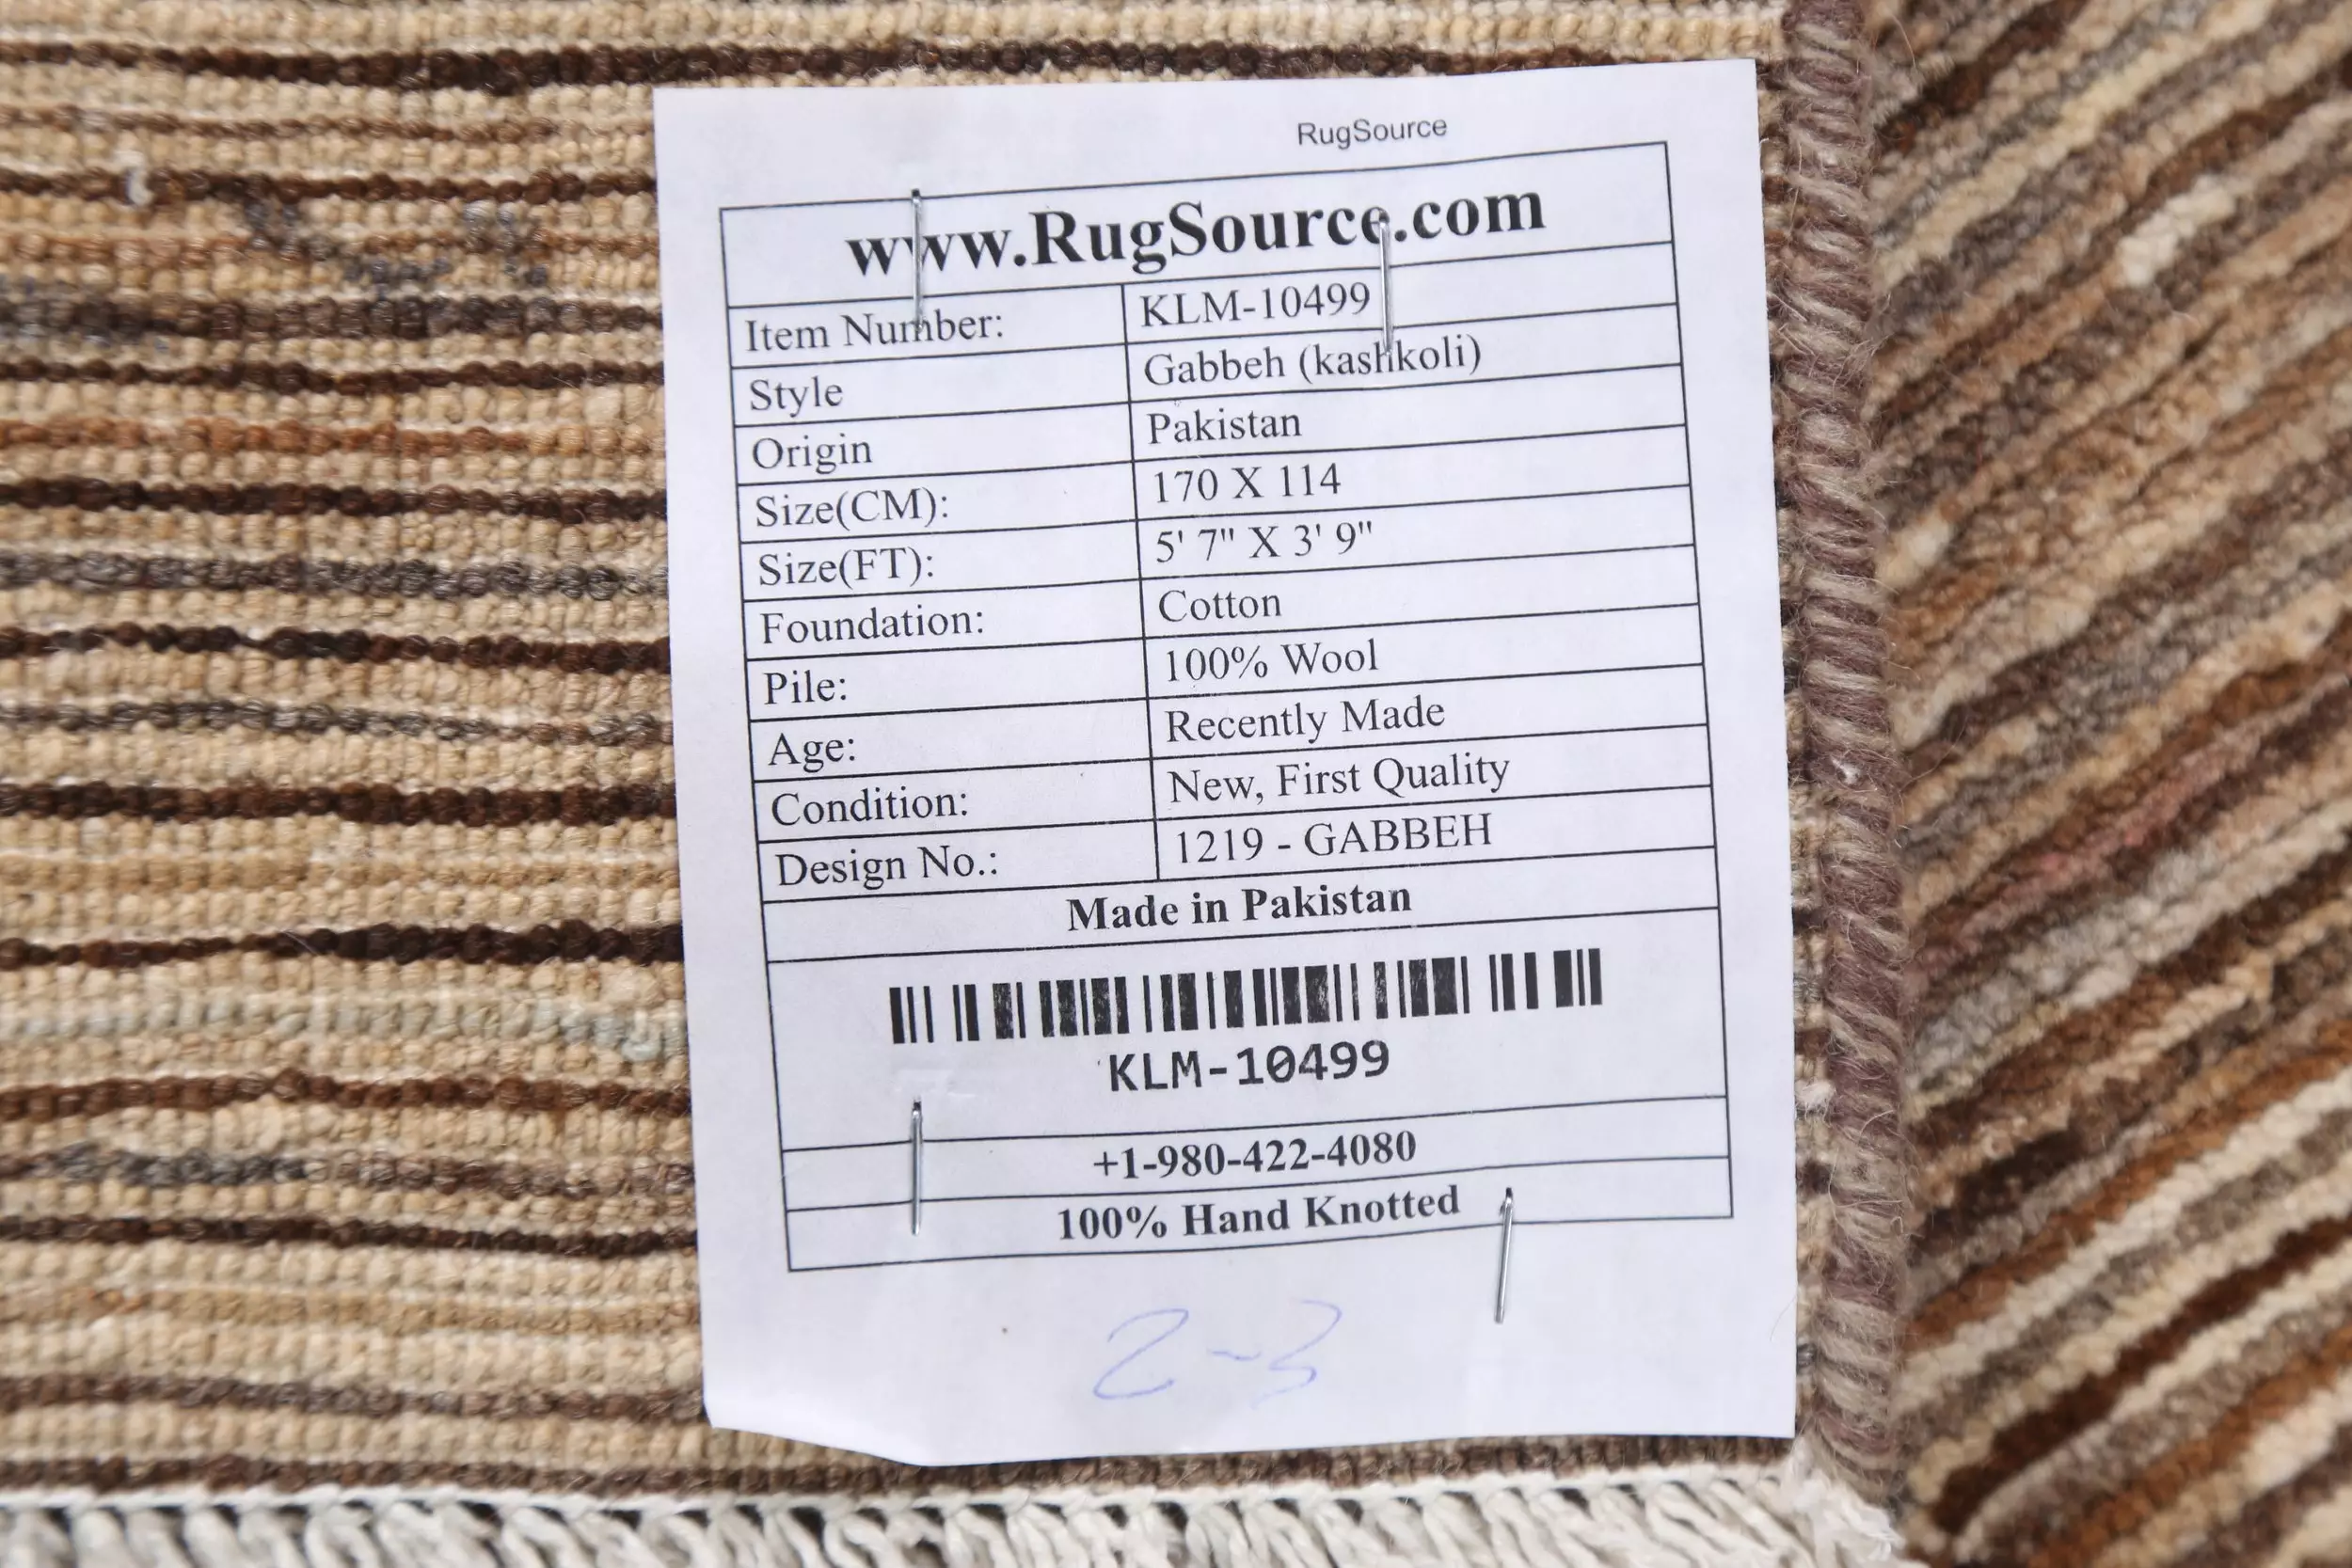 RugSource
www.RugSource.com
Item Number: KLM-10499
Style Gabbeh (kashkoli)
Origin Pakistan
Size(CM): 170 X 114
Size(FT): 5' 7" X 3' 9"
Foundation: Cotton
Pile: 100% Wool
Age: Recently Made
Condition: New, First Quality
Design No.: 1219 - GABBEH
Made in Pakistan
KLM-10499
+1-980-422-4080
100% Hand Knotted
2-3